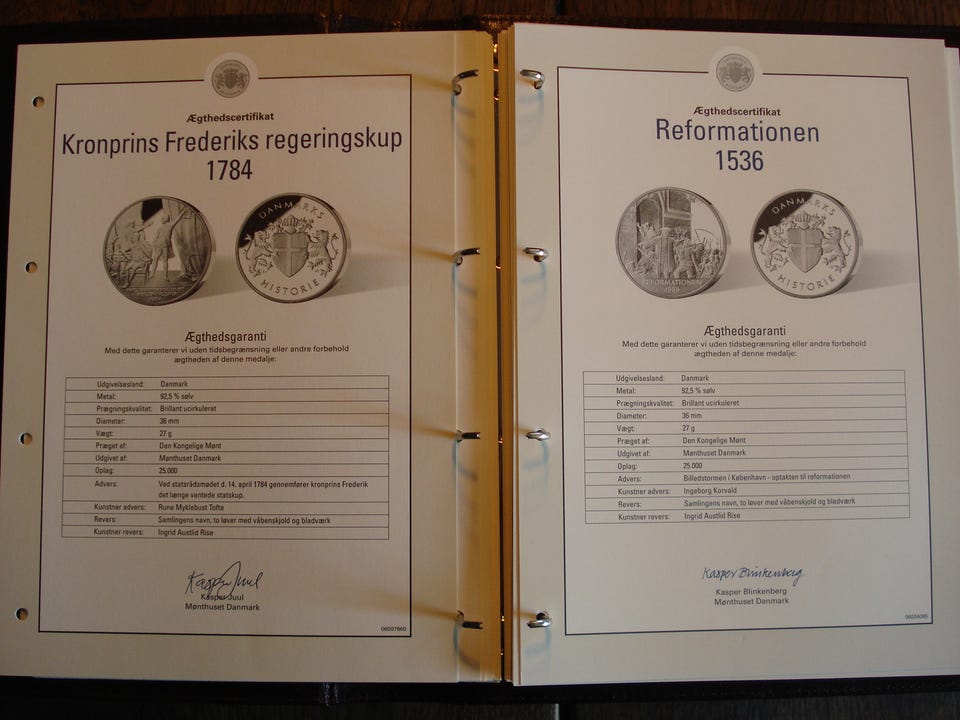 Ægthedscertifikat
Kronprins Frederiks regeringskup
1784
DANMARKS
HISTORIE
Ægthedsgaranti
Med dette garanterer vi uden tidsbegrænsning eller andre forbehold
ægtheden af denne medalje:
Udgivelsesland: Danmark
Metal: 92,5 % sølv
Prægningskvalitet: Brillant ucirkuleret
Diameter: 36 mm
Vægt: 27 g
Præget af: Den Kongelige Mønt
Udgivet af: Mønthuset Danmark
Oplag: 25.000
Advers: Ved statsrådsmødet d. 14. april 1784 gennemfører kronprins Frederik
det længe ventede statskup.
Kunstner advers: Rune Myklebust Tofte
Revers: Samlingens navn, to løver med våbenskjold og bladværk
Kunstner revers: Ingrid Austlid Rise
Kasper Juul
Kasper Juul
Mønthuset Danmark
06007960
Ægthedscertifikat
Reformationen
1536
REFORMATIONEN
1536
DANMARKS
HISTORIE
Ægthedsgaranti
Med dette garanterer vi uden tidsbegrænsning eller andre forbehold
ægtheden af denne medalje:
Udgivelsesland: Danmark
Metal: 92,5 % sølv
Prægningskvalitet: Brillant ucirkuleret
Diameter: 36 mm
Vægt: 27 g
Præget af: Den Kongelige Mønt
Udgivet af: Mønthuset Danmark
Oplag: 25.000
Advers: Billedstormen i København - optakten til reformationen
Kunstner advers: Ingeborg Korvald
Revers: Samlingens navn, to løver med våbenskjold og bladværk
Kunstner revers: Ingrid Austlid Rise
Kasper Blinkenberg
Kasper Blinkenberg
Mønthuset Danmark